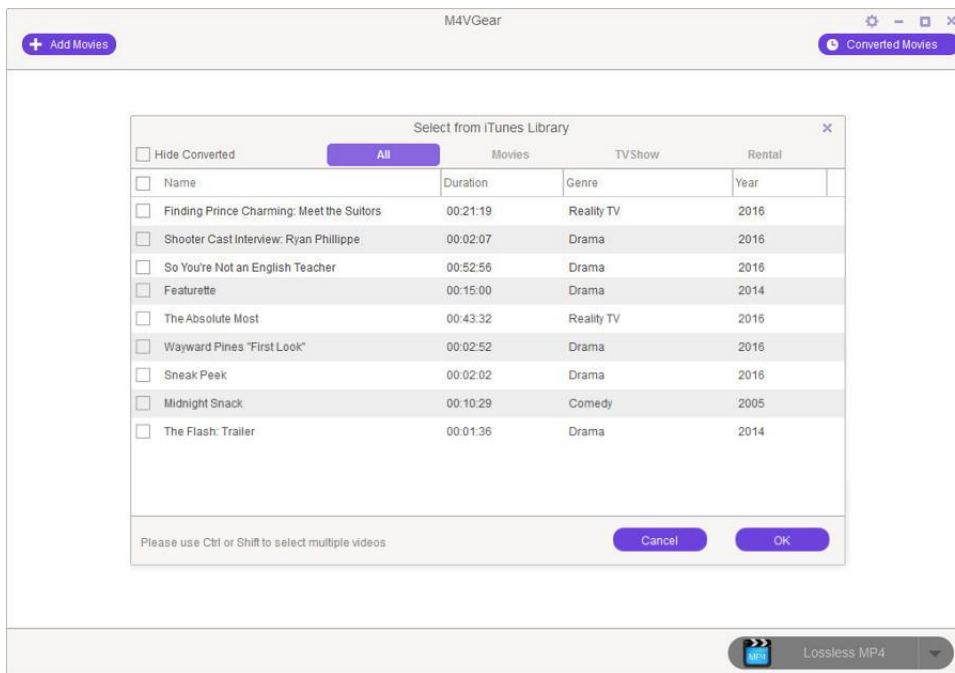 M4VGear
Add Movies
Converted Movies
Select from iTunes Library
Hide Converted All Movies TVShow Rental
Name Duration Genre Year
Finding Prince Charming: Meet the Suitors 00:21:19 Reality TV 2016
Shooter Cast Interview: Ryan Phillippe 00:02:07 Drama 2016
So You're Not an English Teacher 00:52:56 Drama 2016
Featurette 00:15:00 Drama 2014
The Absolute Most 00:43:32 Reality TV 2016
Wayward Pines "First Look" 00:02:52 Drama 2016
Sneak Peek 00:02:02 Drama 2016
Midnight Snack 00:10:29 Comedy 2005
The Flash: Trailer 00:01:36 Drama 2014
Please use Ctrl or Shift to select multiple videos Cancel OK
MP4 Lossless MP4